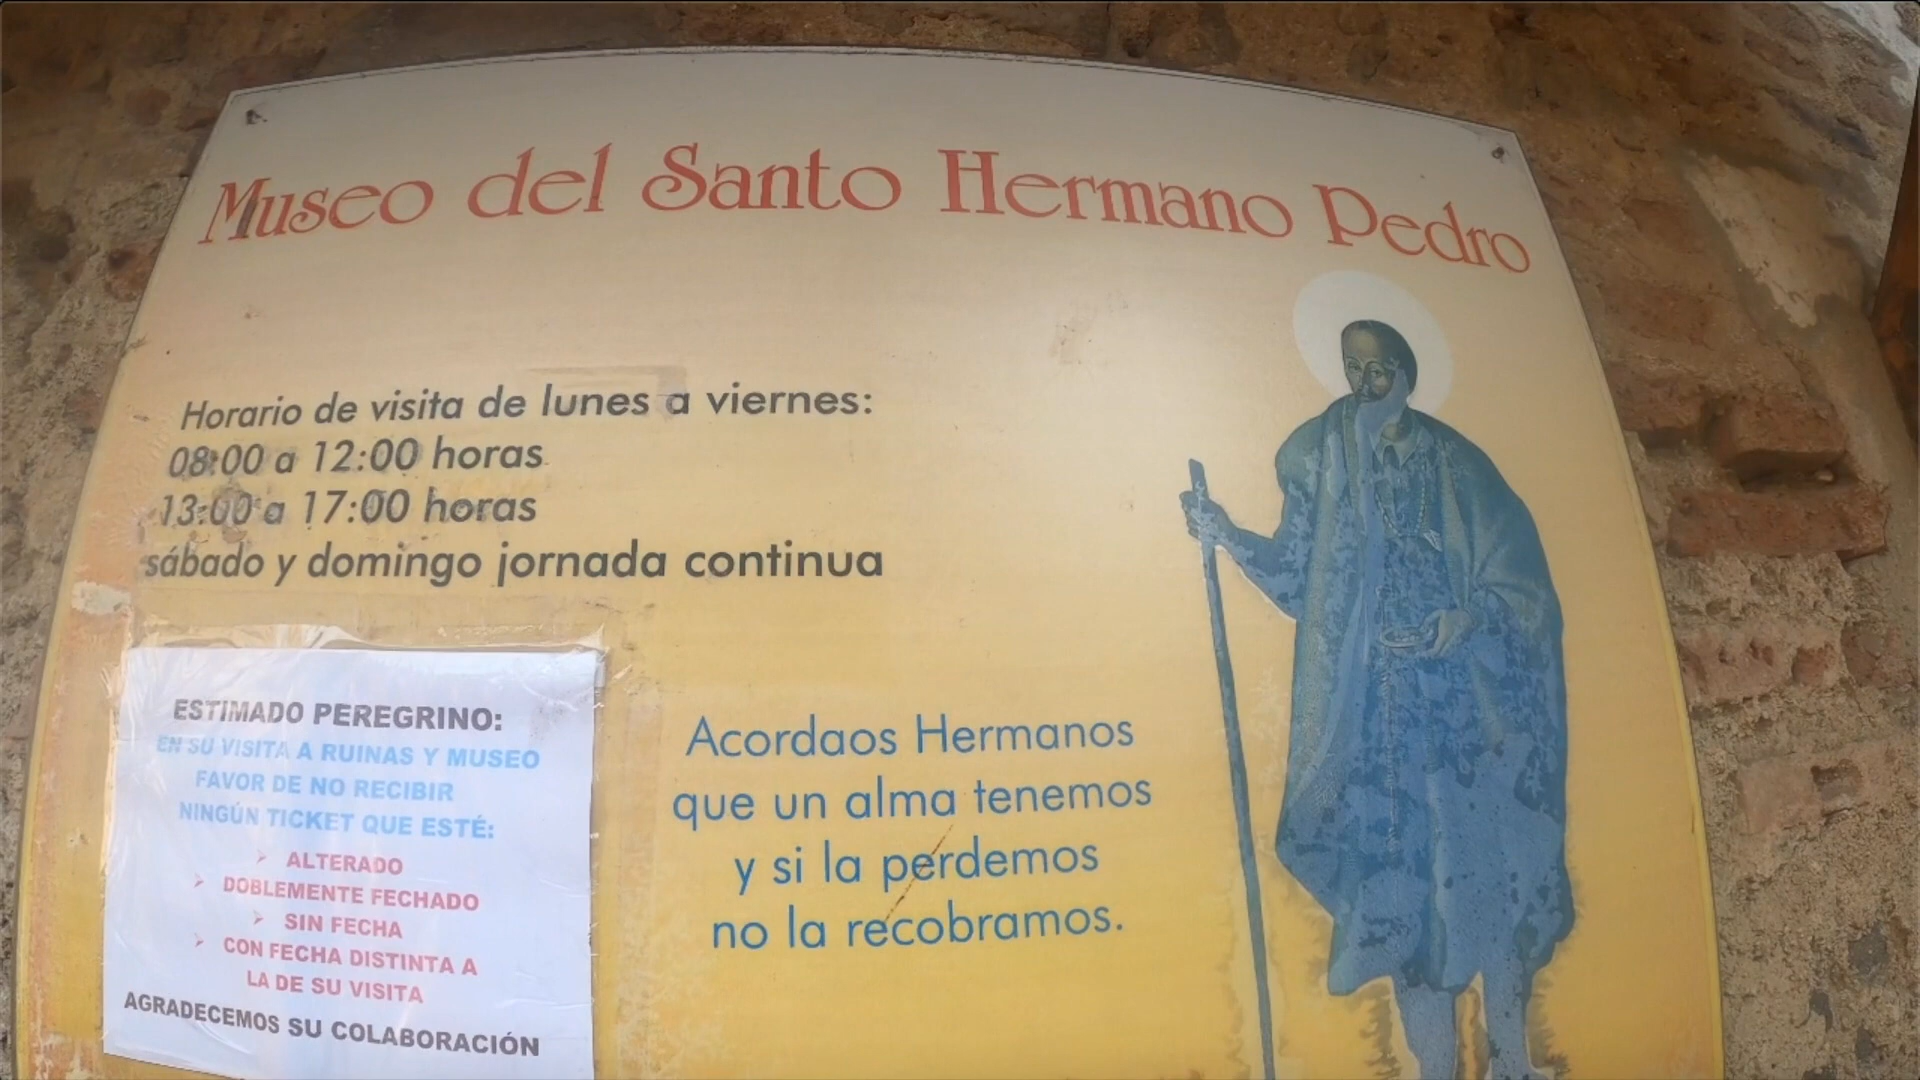 Museo del Santo Hermano Pedro
Horario de visita de lunes a viernes:
08:00 a 12:00 horas
13:00 a 17:00 horas
sábado y domingo jornada continua
ESTIMADO PEREGRINO:
EN SU VISITA A RUINAS Y MUSEO
FAVOR DE NO RECIBIR
NINGÚN TICKET QUE ESTÉ:
➢ ALTERADO
➢ DOBLEMENTE FECHADO
➢ SIN FECHA
➢ CON FECHA DISTINTA A
LA DE SU VISITA
AGRADECEMOS SU COLABORACIÓN
Acordaos Hermanos
que un alma tenemos
y si la perdemos
no la recobramos.